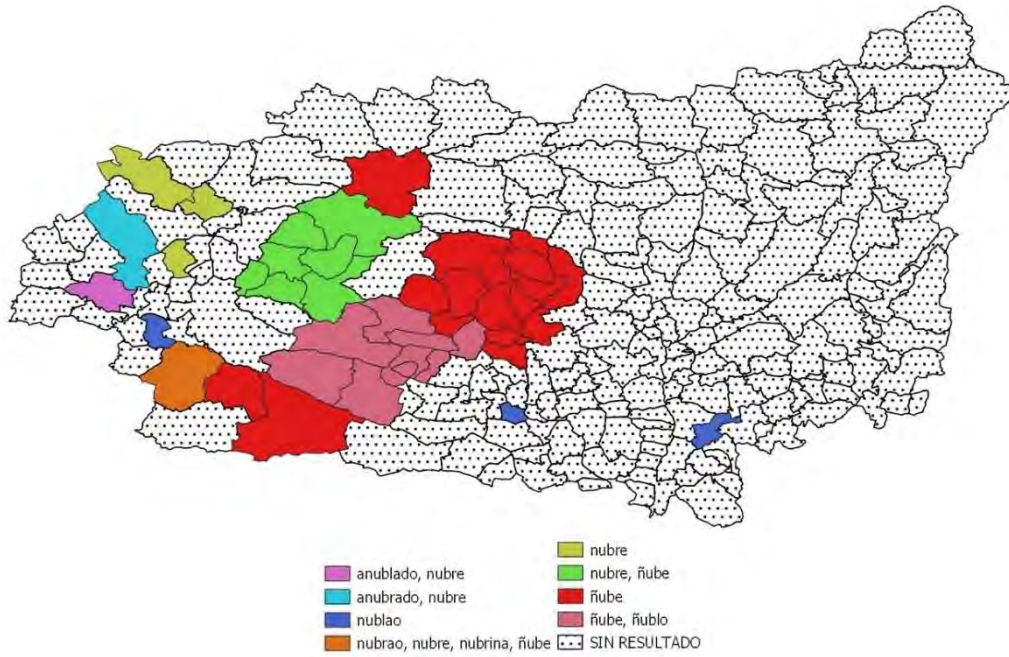 anublado, nubre
anubrado, nubre
nublao
nubrao, nubre, nubrina, ñube
nubre
nubre, ñube
ñube
ñube, ñublo
SIN RESULTADO